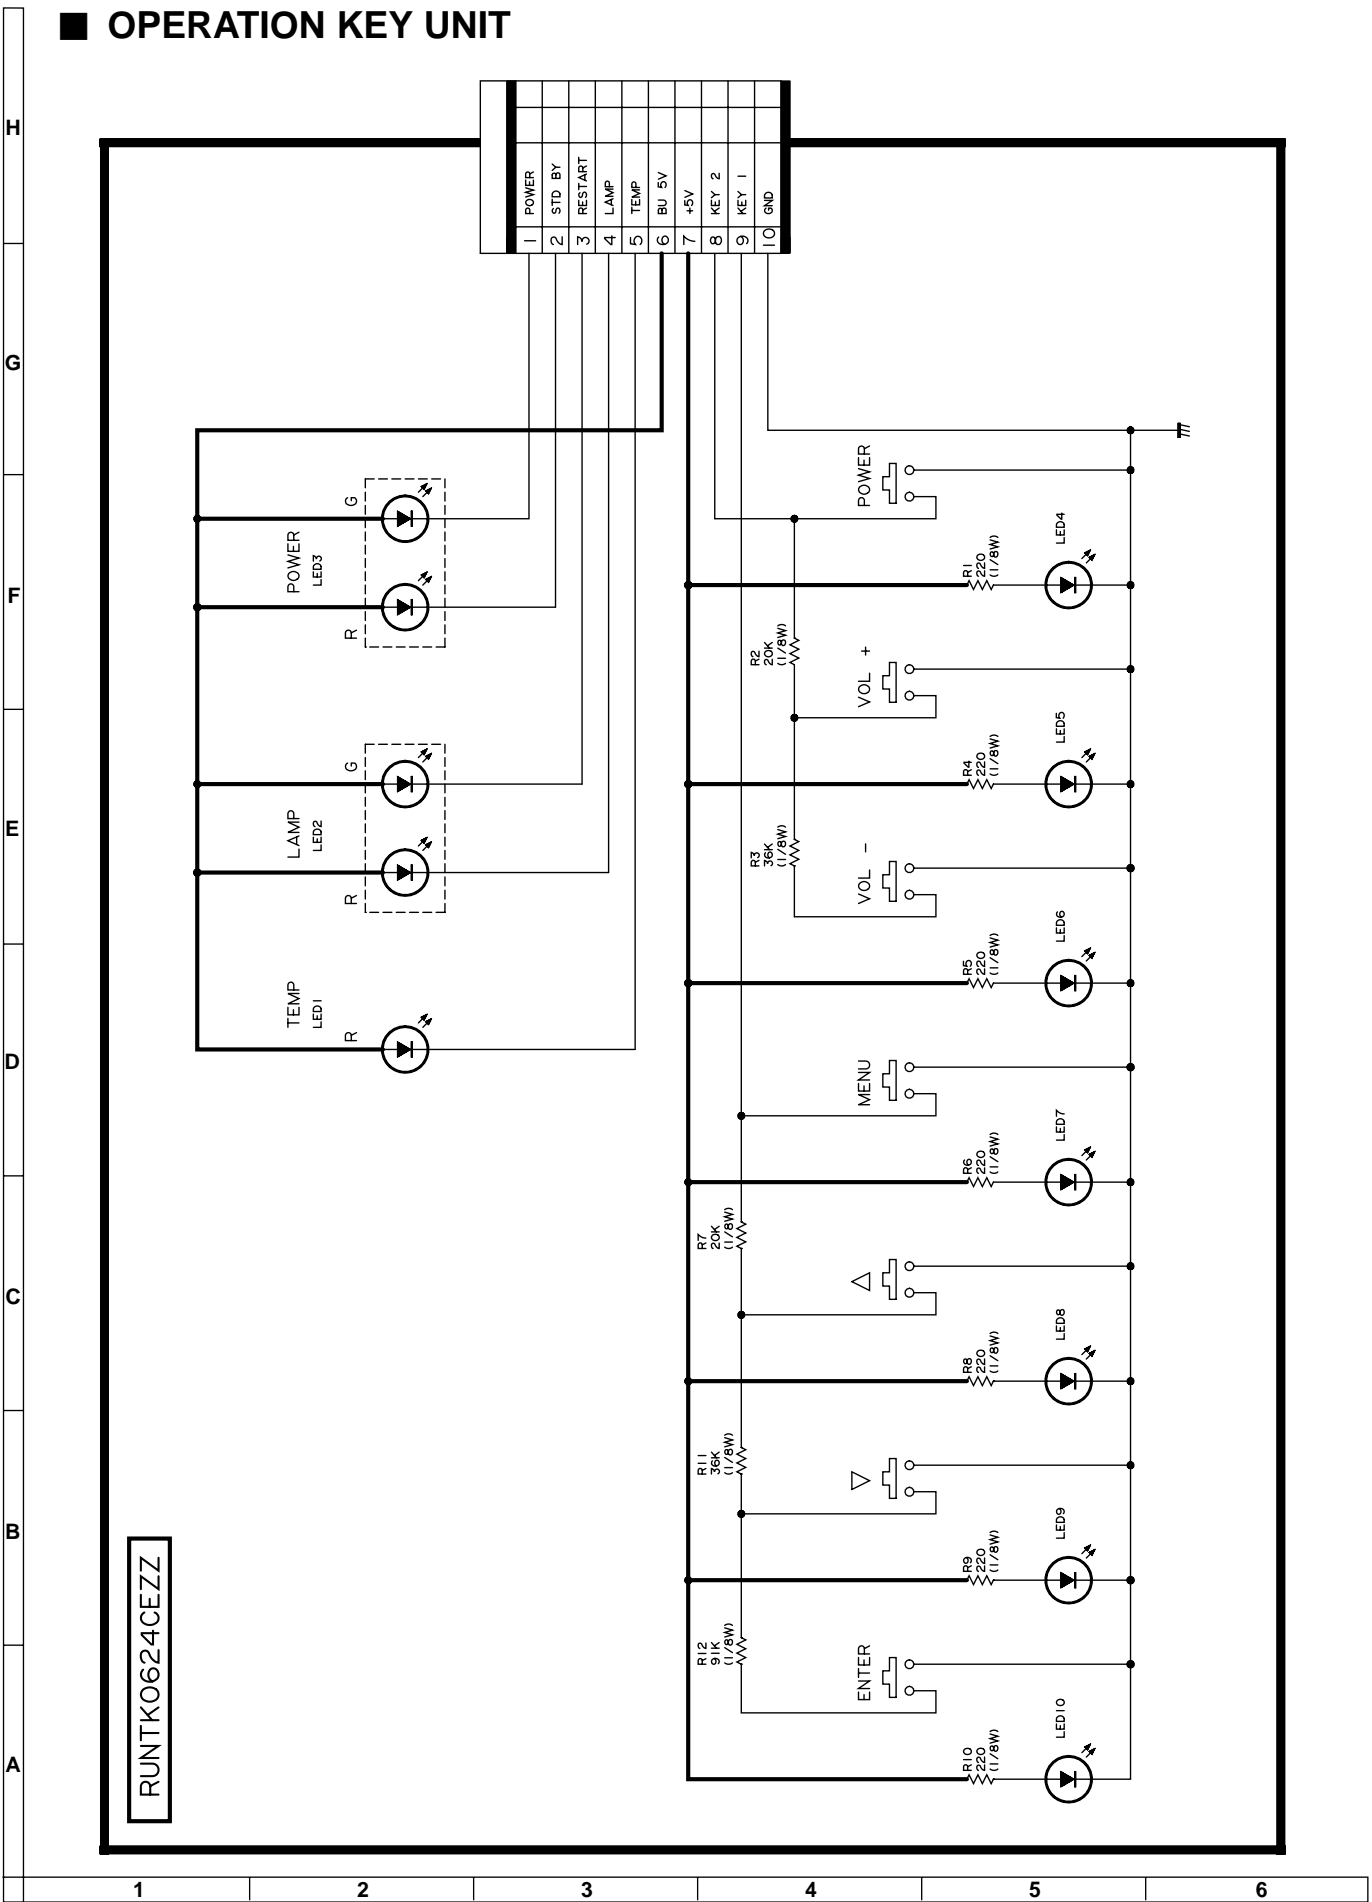 ■ OPERATION KEY UNIT
H
G
F
E
D
C
B
A
POWER
STD BY
RESTART
LAMP
TEMP
BU 5V
+5V
KEY 2
KEY 1
GND
1
2
3
4
5
6
7
8
9
10
G
POWER
LED3
R
G
LAMP
LED2
R
TEMP
LED1
R
POWER
R1
220
(1/8W)
LED4
R2
20K
(1/8W)
VOL +
R4
220
(1/8W)
LED5
R3
36K
(1/8W)
VOL -
R5
220
(1/8W)
LED6
MENU
R6
220
(1/8W)
LED7
R7
20K
(1/8W)
△
R8
220
(1/8W)
LED8
R11
36K
(1/8W)
▽
R9
220
(1/8W)
LED9
R12
91K
(1/8W)
ENTER
R10
220
(1/8W)
LED10
RUNTK0624CEZZ
1
2
3
4
5
6